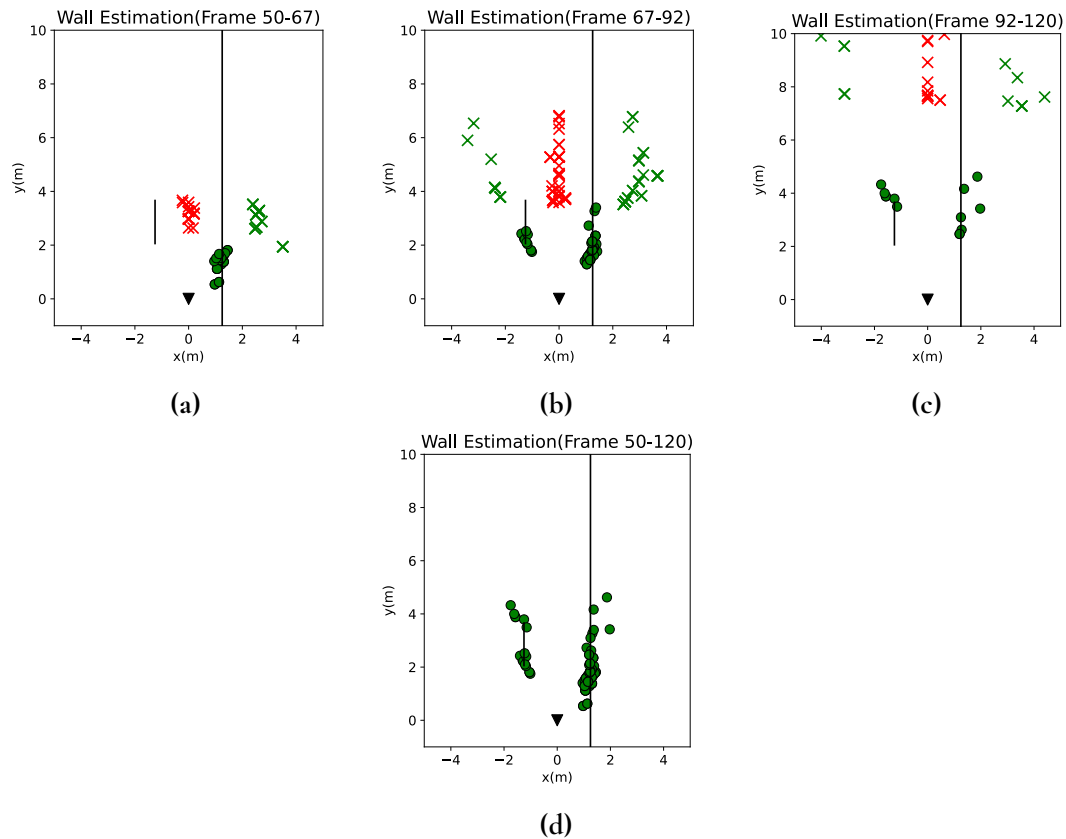 Wall Estimation(Frame 50-67)
10
8
6
4
2
0
y(m)
−4
−2
0
2
4
x(m)
(a)
Wall Estimation(Frame 67-92)
10
8
6
4
2
0
y(m)
−4
−2
0
2
4
x(m)
(b)
Wall Estimation(Frame 92-120)
10
8
6
4
2
0
y(m)
−4
−2
0
2
4
x(m)
(c)
Wall Estimation(Frame 50-120)
10
8
6
4
2
0
y(m)
−4
−2
0
2
4
x(m)
(d)